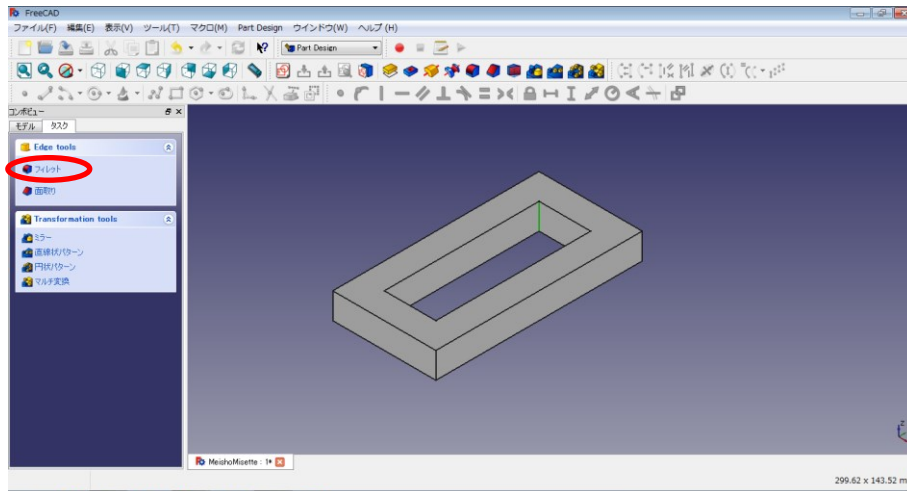 FreeCAD
ファイル(F) 編集(E) 表示(V) ツール(T) マクロ(M) Part Design ウインドウ(W) ヘルプ(H)
Part Design
コンボビュー
モデル タスク
Edge tools
フィレット
面取り
Transformation tools
ミラー
直線状パターン
円状パターン
マルチ変換
Z
MeishoMisette : 1*
299.62 x 143.52 m